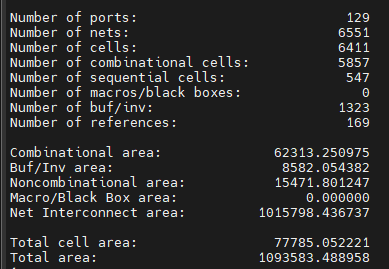 Number of ports: 129
Number of nets: 6551
Number of cells: 6411
Number of combinational cells: 5857
Number of sequential cells: 547
Number of macros/black boxes: 0
Number of buf/inv: 1323
Number of references: 169
Combinational area: 62313.250975
Buf/Inv area: 8582.054382
Noncombinational area: 15471.801247
Macro/Black Box area: 0.000000
Net Interconnect area: 1015798.436737
Total cell area: 77785.052221
Total area: 1093583.488958